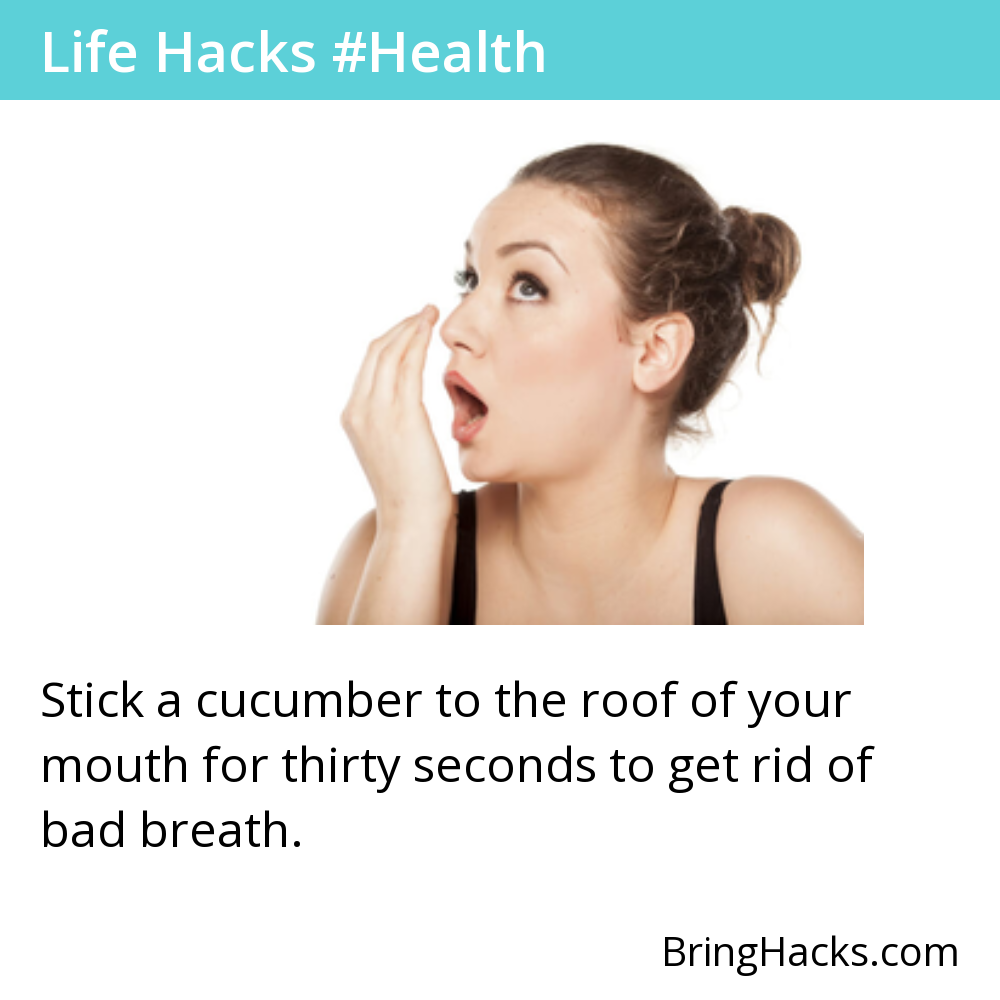 Life Hacks #Health
Stick a cucumber to the roof of your
mouth for thirty seconds to get rid of
bad breath.
BringHacks.com